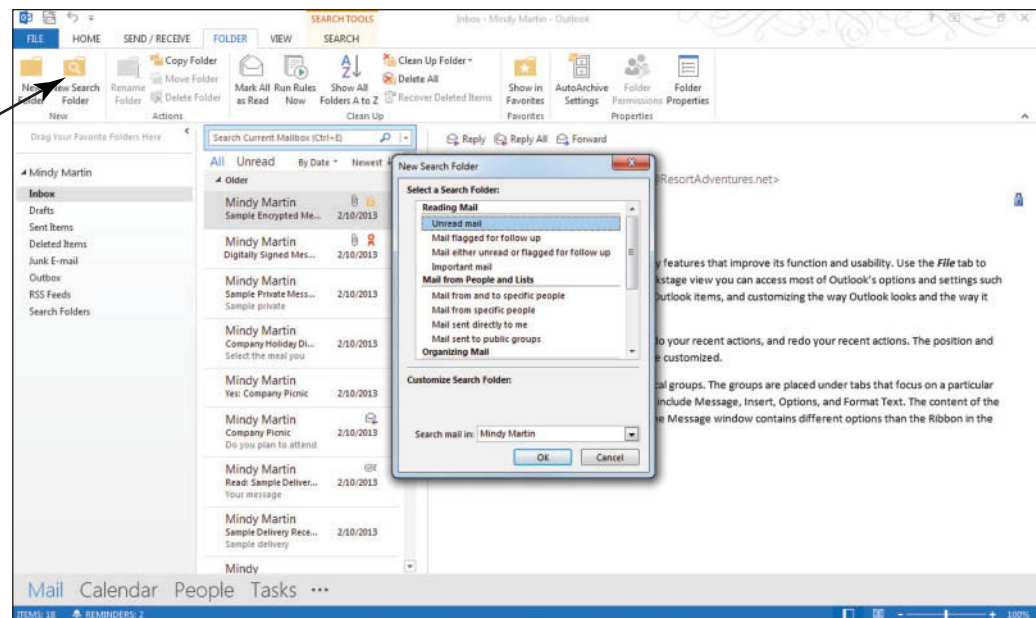 SEARCH TOOLS
Inbox - Mindy Martin - Outlook
FILE HOME SEND / RECEIVE FOLDER VIEW SEARCH
New Folder
New Search Folder
Rename Folder
Copy Folder
Move Folder
Delete Folder
Mark All as Read
Run Rules Now
Show All Folders A to Z
Clean Up Folder
Delete All
Recover Deleted Items
Show in Favorites
AutoArchive Settings
Folder Permissions
Folder Properties
New Actions Clean Up Favorites Properties
Drag Your Favorite Folders Here
Mindy Martin
Inbox
Drafts
Sent Items
Deleted Items
Junk E-mail
Outbox
RSS Feeds
Search Folders
Search Current Mailbox (Ctrl+E)
All Unread By Date Newest
Older
Mindy Martin
Sample Encrypted Me... 2/10/2013
Mindy Martin
Digitally Signed Mes... 2/10/2013
Mindy Martin
Sample Private Mess... 2/10/2013
Sample private
Mindy Martin
Company Holiday Di... 2/10/2013
Select the meal you
Mindy Martin
Yes: Company Picnic 2/10/2013
Mindy Martin
Company Picnic 2/10/2013
Do you plan to attend
Mindy Martin
Read: Sample Deliver... 2/10/2013
Your message
Mindy Martin
Sample Delivery Rece... 2/10/2013
Sample delivery
Mindy
Reply Reply All Forward
New Search Folder
Select a Search Folder:
Reading Mail
Unread mail
Mail flagged for follow up
Mail either unread or flagged for follow up
Important mail
Mail from People and Lists
Mail from and to specific people
Mail from specific people
Mail sent directly to me
Mail sent to public groups
Organizing Mail
Customize Search Folder:
Search mail in: Mindy Martin
OK Cancel
ResortAdventures.net>
features that improve its function and usability. Use the File tab to
kstage view you can access most of Outlook's options and settings such
Outlook items, and customizing the way Outlook looks and the way it
your recent actions, and redo your recent actions. The position and
customized.
al groups. The groups are placed under tabs that focus on a particular
include Message, Insert, Options, and Format Text. The content of the
Message window contains different options than the Ribbon in the
Mail Calendar People Tasks •••
ITEMS: 18 REMINDERS: 2 100%